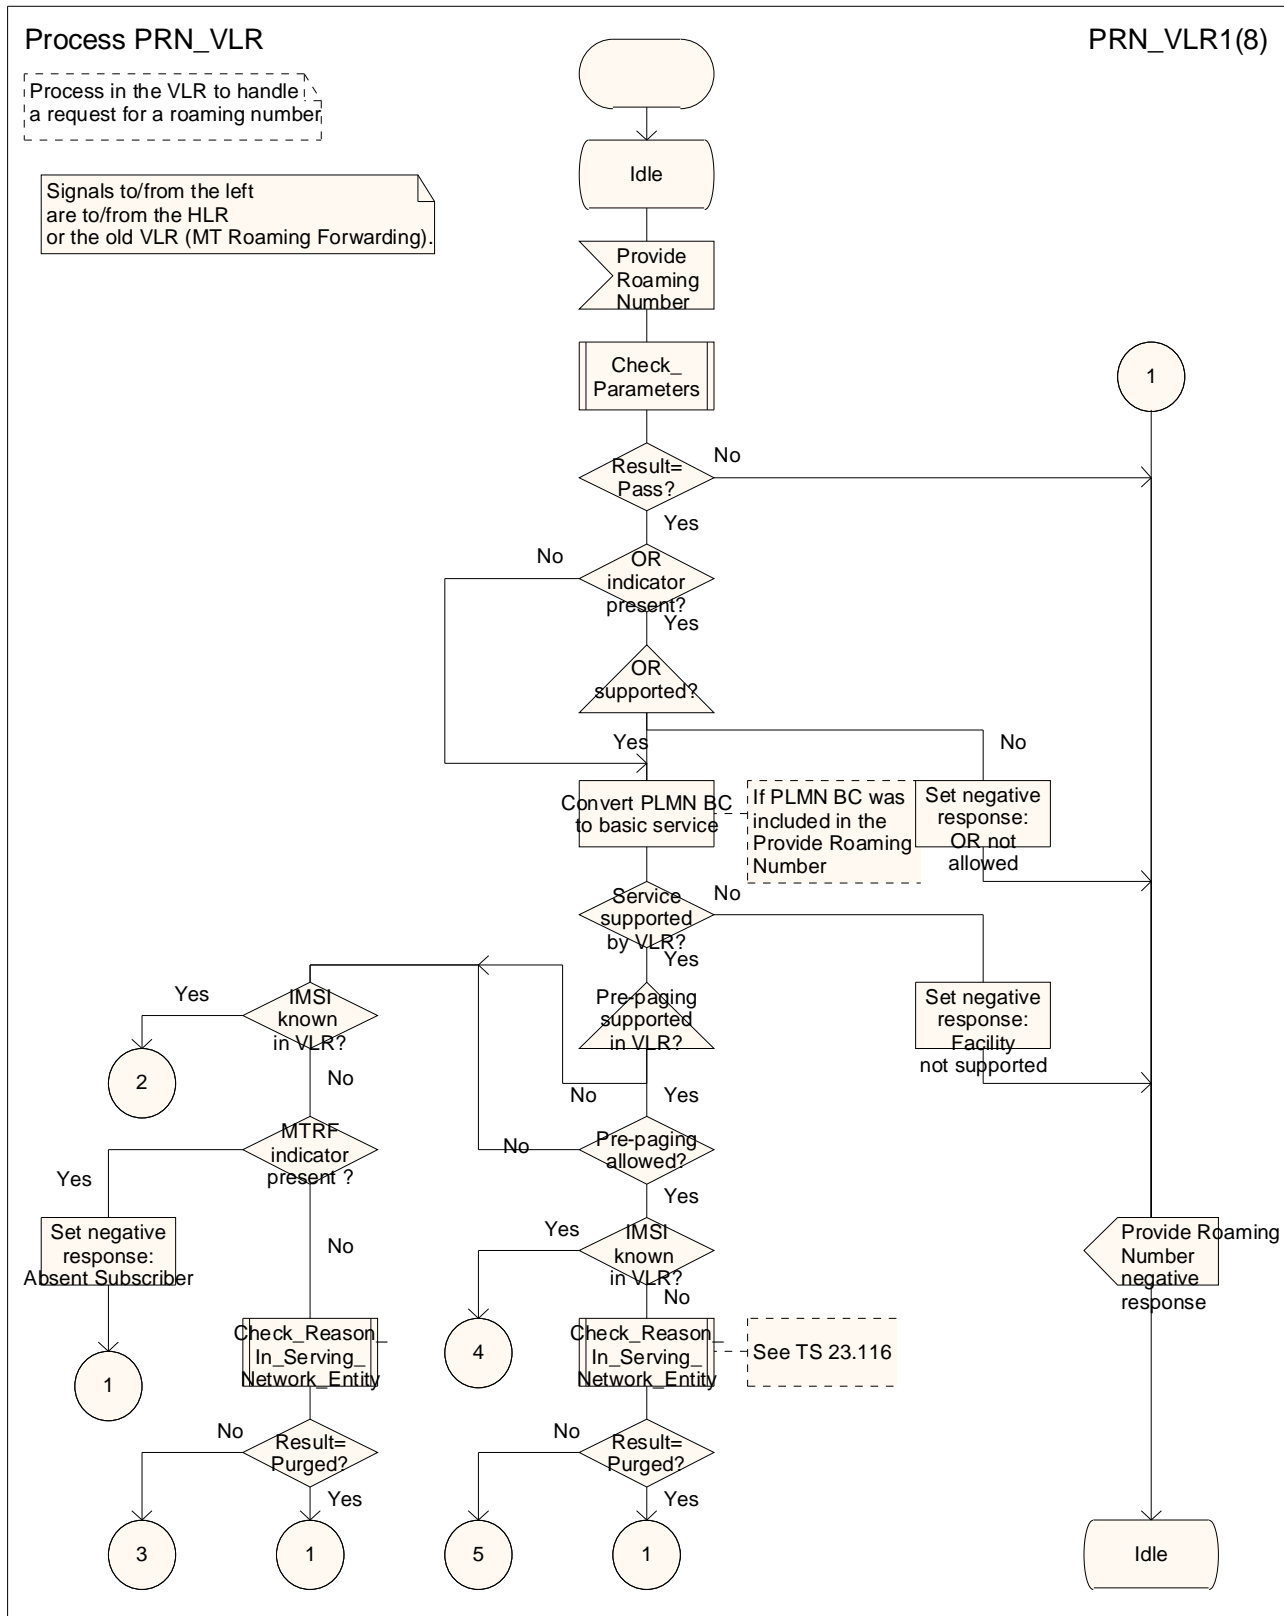 Process PRN_VLR
PRN_VLR1(8)
Process in the VLR to handle
a request for a roaming number
Signals to/from the left
are to/from the HLR
or the old VLR (MT Roaming Forwarding).
Idle
Provide
Roaming
Number
Check_
Parameters
1
Result=
Pass?
No
Yes
OR
indicator
present?
No
Yes
OR
supported?
Yes
No
Convert PLMN BC
to basic service
If PLMN BC was
included in the
Provide Roaming
Number
Set negative
response:
OR not
allowed
Service
supported
by VLR?
No
Yes
Yes
IMSI
known
in VLR?
Pre-paging
supported
in VLR?
Set negative
response:
Facility
not supported
2
No
No
Yes
MTRF
indicator
present ?
Yes
No
Pre-paging
allowed?
Yes
Set negative
response:
Absent Subscriber
No
Yes
IMSI
known
in VLR?
No
Provide Roaming
Number
negative
response
1
Check_Reason_
In_Serving_
Network_Entity
4
Check_Reason_
In_Serving_
Network_Entity
See TS 23.116
No
Result=
Purged?
Yes
No
Result=
Purged?
Yes
3
1
5
1
Idle